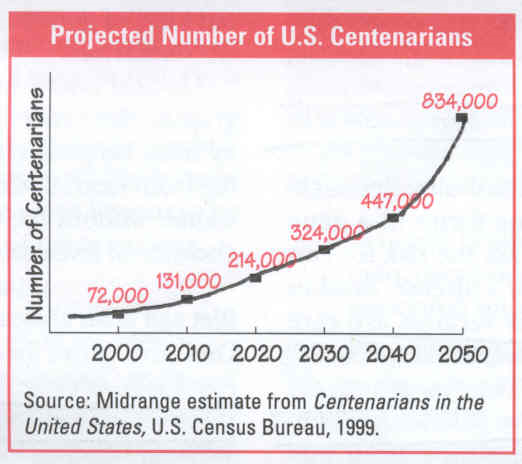 Projected Number of U.S. Centenarians
Number of Centenarians
834,000
447,000
324,000
214,000
131,000
72,000
2000 2010 2020 2030 2040 2050
Source: Midrange estimate from Centenarians in the
United States, U.S. Census Bureau, 1999.